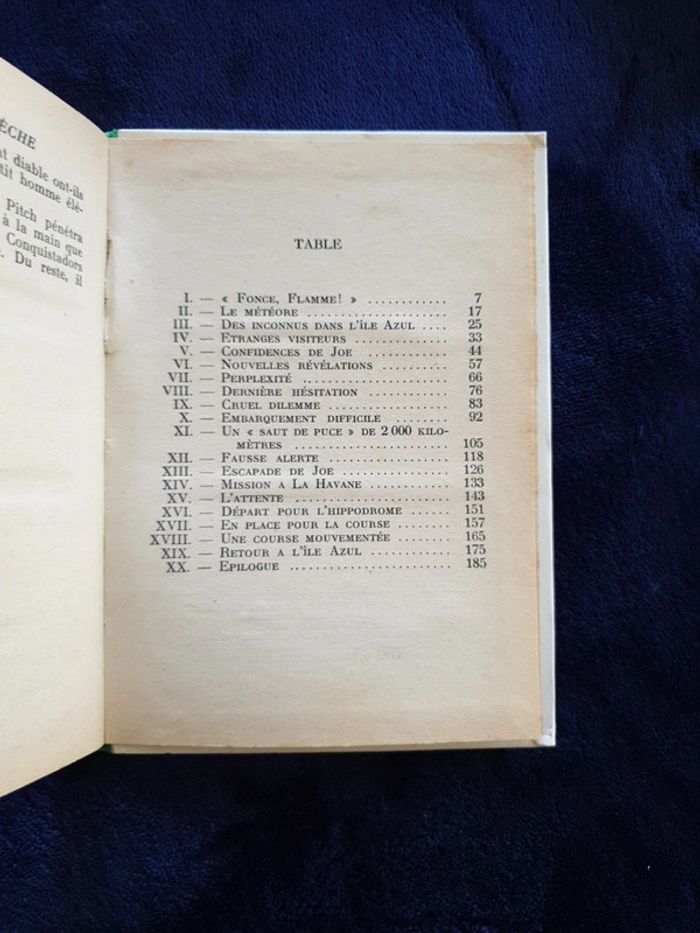 ÈCHE
diable ont-ils
tit homme élé-
Pitch pénétra
à la main que
Conquistadors
. Du reste, il
TABLE
I. — « Fonce, Flamme! » ............ 7
II. — Le météore ..................... 17
III. — Des inconnus dans l'île Azul .... 25
IV. — Etranges visiteurs ............... 33
V. — Confidences de Joe .............. 44
VI. — Nouvelles révélations ........... 57
VII. — Perplexité ...................... 66
VIII. — Dernière hésitation ............. 76
IX. — Cruel dilemme .................. 83
X. — Embarquement difficile ........ 92
XI. — Un « saut de puce » de 2 000 kilo-
mètres ........................ 105
XII. — Fausse alerte .................. 118
XIII. — Escapade de Joe ................ 126
XIV. — Mission a La Havane ............ 133
XV. — L'attente ....................... 143
XVI. — Départ pour l'hippodrome ....... 151
XVII. — En place pour la course ........ 157
XVIII. — Une course mouvementée ........ 165
XIX. — Retour a l'île Azul ............ 175
XX. — Epilogue ........................ 185